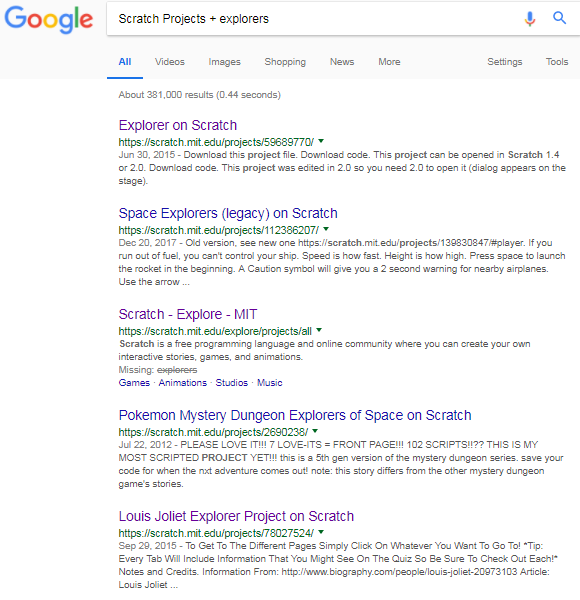 Google
Scratch Projects + explorers
All Videos Images Shopping News More Settings Tools
About 381,000 results (0.44 seconds)
Explorer on Scratch
https://scratch.mit.edu/projects/59689770/
Jun 30, 2015 - Download this project file. Download code. This project can be opened in Scratch 1.4
or 2.0. Download code. This project was edited in 2.0 so you need 2.0 to open it (dialog appears on the
stage).
Space Explorers (legacy) on Scratch
https://scratch.mit.edu/projects/112386207/
Dec 20, 2017 - Old version, see new one https://scratch.mit.edu/projects/139830847/#player. If you
run out of fuel, you can't control your ship. Speed is how fast. Height is how high. Press space to launch
the rocket in the beginning. A Caution symbol will give you a 2 second warning for nearby airplanes.
Use the arrow ...
Scratch - Explore - MIT
https://scratch.mit.edu/explore/projects/all
Scratch is a free programming language and online community where you can create your own
interactive stories, games, and animations.
Missing: explorers
Games · Animations · Studios · Music
Pokemon Mystery Dungeon Explorers of Space on Scratch
https://scratch.mit.edu/projects/2690238/
Jul 22, 2012 - PLEASE LOVE IT!!! 7 LOVE-ITS = FRONT PAGE!!! 102 SCRIPTS!!?? THIS IS MY
MOST SCRIPTED PROJECT YET!!! this is a 5th gen version of the mystery dungeon series. save your
code for when the nxt adventure comes out! note: this story differs from the other mystery dungeon
game's stories.
Louis Joliet Explorer Project on Scratch
https://scratch.mit.edu/projects/78027524/
Sep 29, 2015 - To Get To The Different Pages Simply Click On Whatever You Want To Go To! *Tip:
Every Tab Will Include Information That You Might See On The Quiz So Be Sure To Check Out Each!*
Notes and Credits. Information From: http://www.biography.com/people/louis-joliet-20973103 Article:
Louis Joliet ...